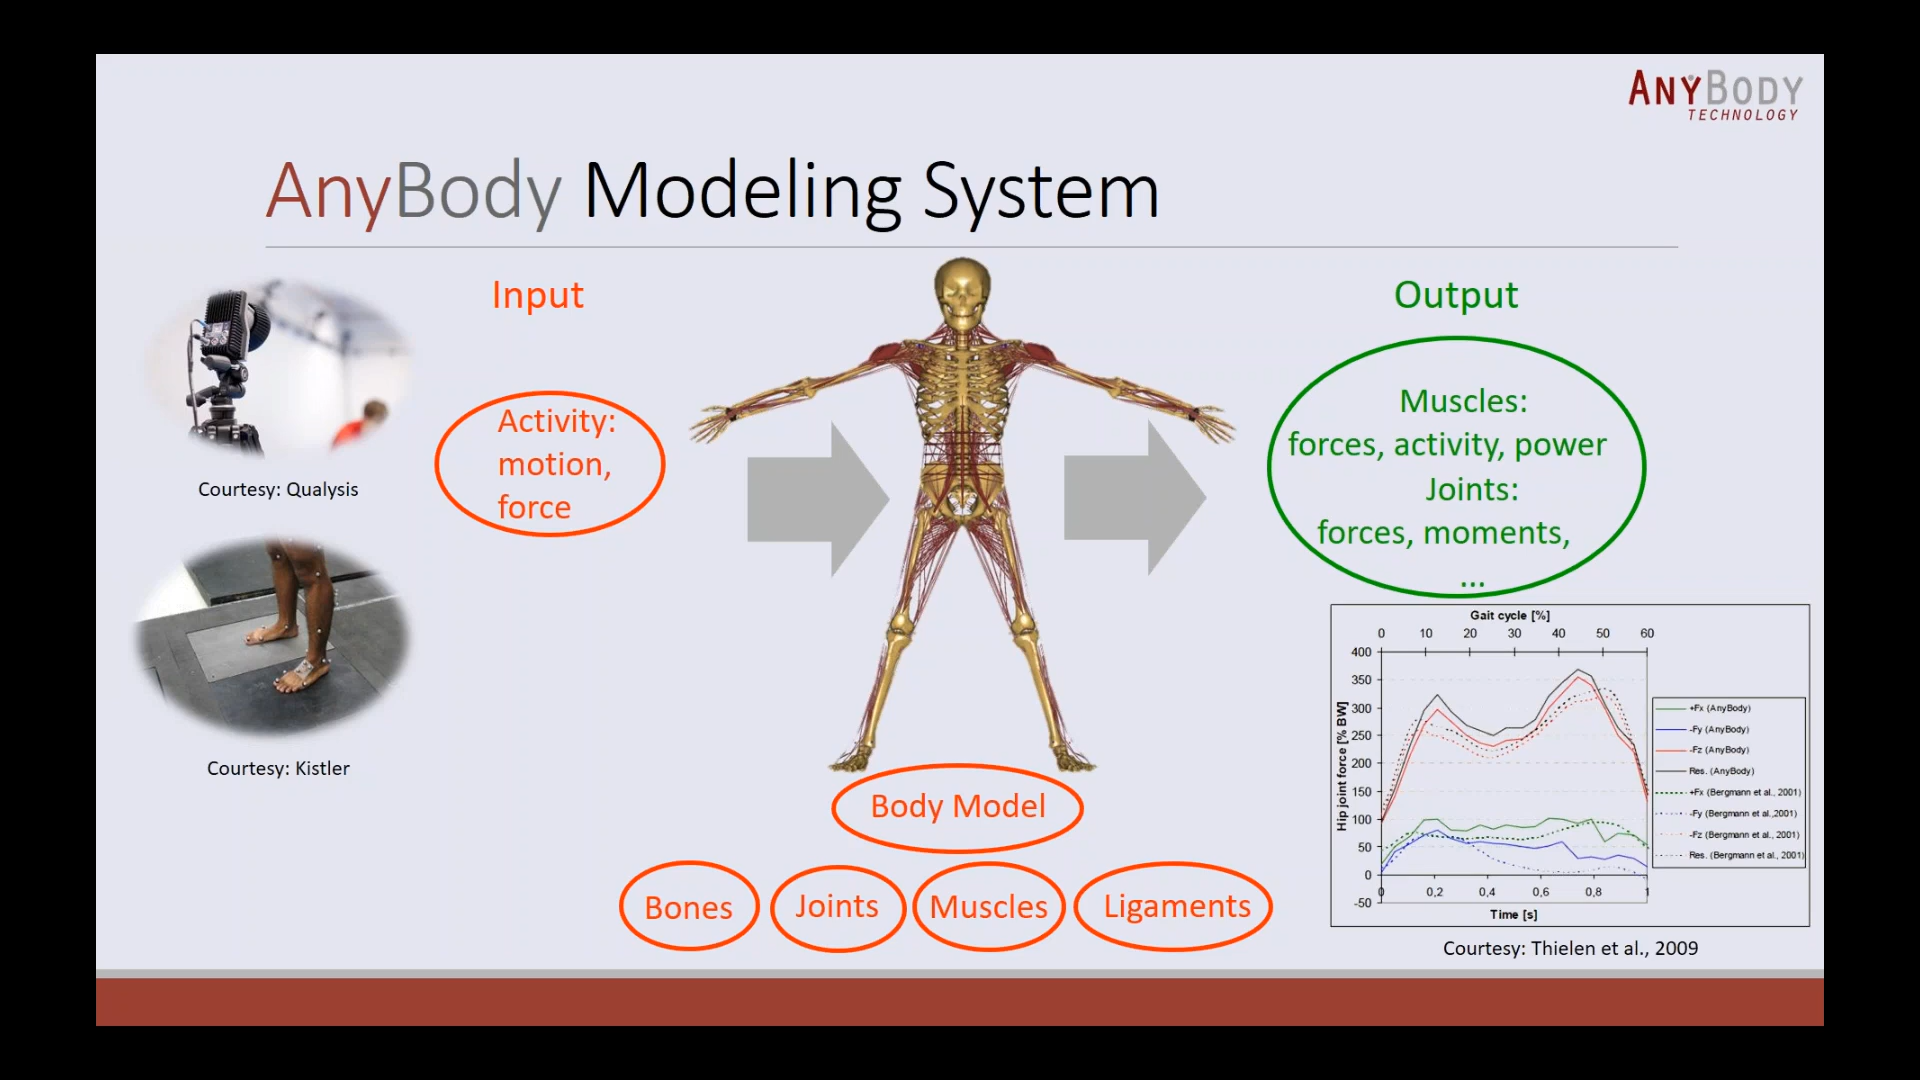 ANYBODY
TECHNOLOGY
AnyBody Modeling System
Input
Output
Activity:
motion,
force
Muscles:
forces, activity, power
Joints:
forces, moments,
...
Courtesy: Qualysis
Courtesy: Kistler
Body Model
Bones
Joints
Muscles
Ligaments
Gait cycle [%]
0 10 20 30 40 50 60
400
350
300
250
200
150
100
50
0
-50
Hip joint force [% BW]
0 0,2 0,4 0,6 0,8 1
Time [s]
+Fx (AnyBody)
-Fy (AnyBody)
-Fz (AnyBody)
Res. (AnyBody)
+Fx (Bergmann et al., 2001)
-Fy (Bergmann et al.,2001)
-Fz (Bergmann et al., 2001)
Res. (Bergmann et al., 2001)
Courtesy: Thielen et al., 2009